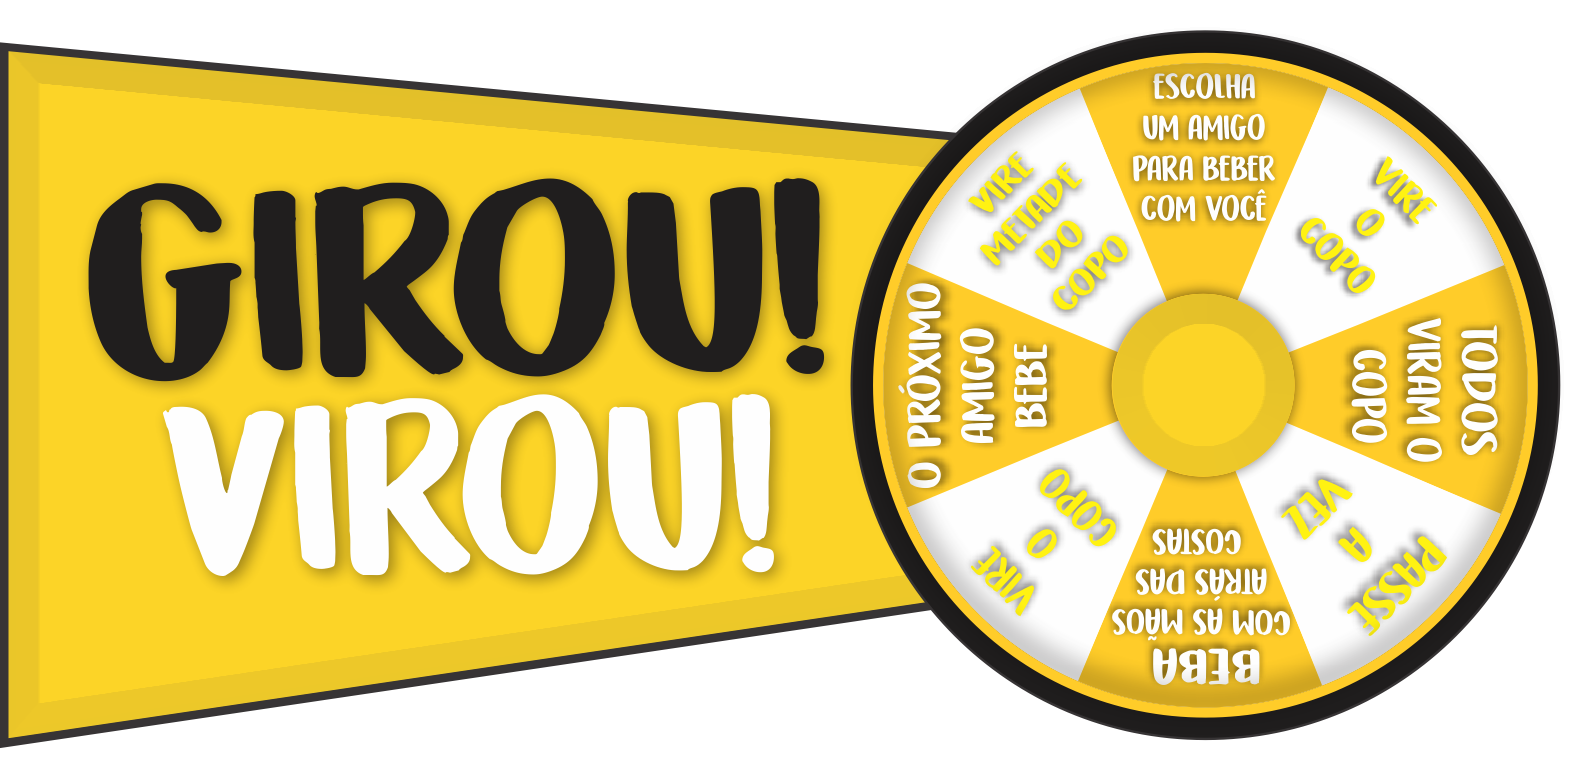 GIROU!
VIROU!
ESCOLHA
UM AMIGO
PARA BEBER
COM VOCÊ
VIRE
O
COPO
TODOS
VIRAM O
COPO
PASSE
A
VEZ
BEBA
COM AS MÃOS
ATRÁS DAS
COSTAS
VIRE
O
COPO
O PRÓXIMO
AMIGO
BEBE
VIRE
METADE
DO
COPO